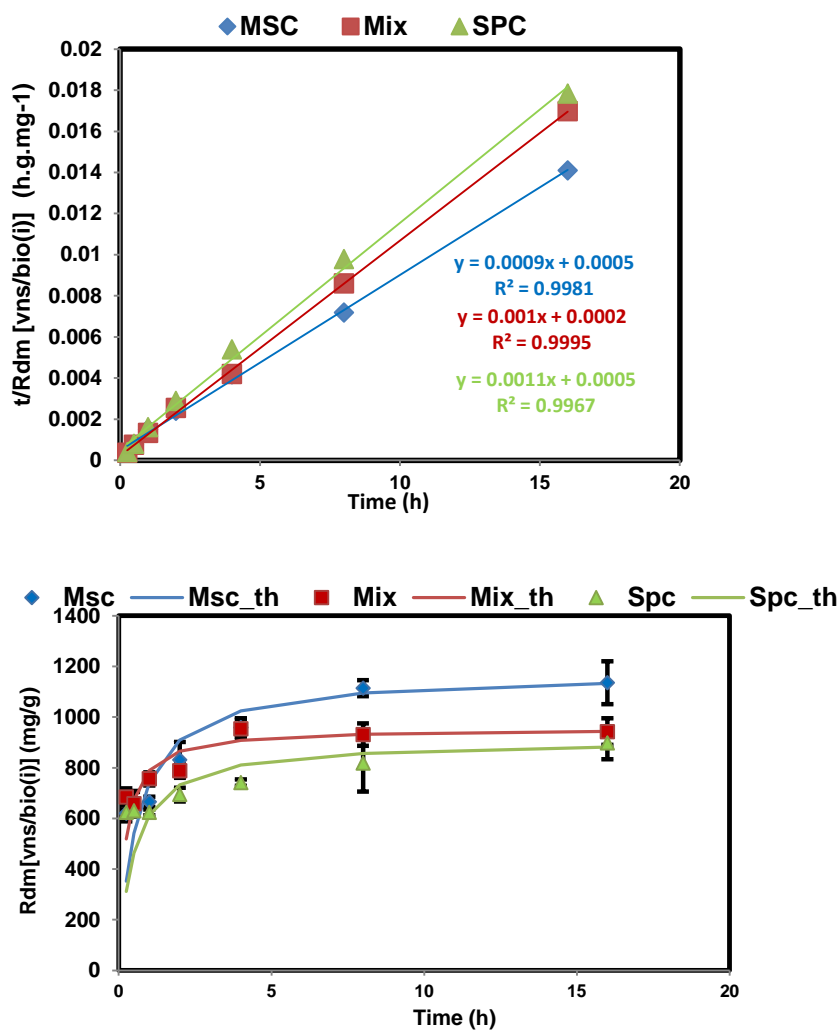 MSC Mix SPC
t/Rdm [vns/bio(i)] (h.g.mg-1)
0.02
0.018
0.016
0.014
0.012
0.01
0.008
0.006
0.004
0.002
0
y = 0.0009x + 0.0005
R² = 0.9981
y = 0.001x + 0.0002
R² = 0.9995
y = 0.0011x + 0.0005
R² = 0.9967
0 5 10 15 20
Time (h)
Msc Msc_th Mix Mix_th Spc Spc_th
Rdm[vns/bio(i)] (mg/g)
1400
1200
1000
800
600
400
200
0
0 5 10 15 20
Time (h)